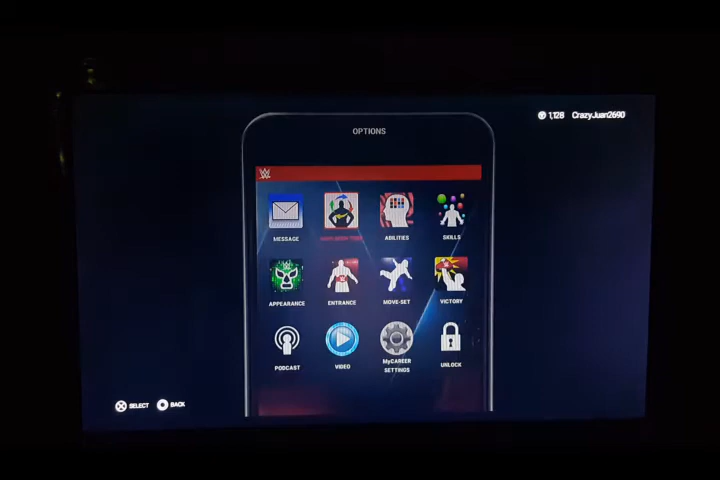 OPTIONS
1,128 CrazyJuan2690
MESSAGE
ABILITIES
SKILLS
APPEARANCE
ENTRANCE
MOVE-SET
VICTORY
PODCAST
VIDEO
MyCAREER
SETTINGS
UNLOCK
SELECT
BACK